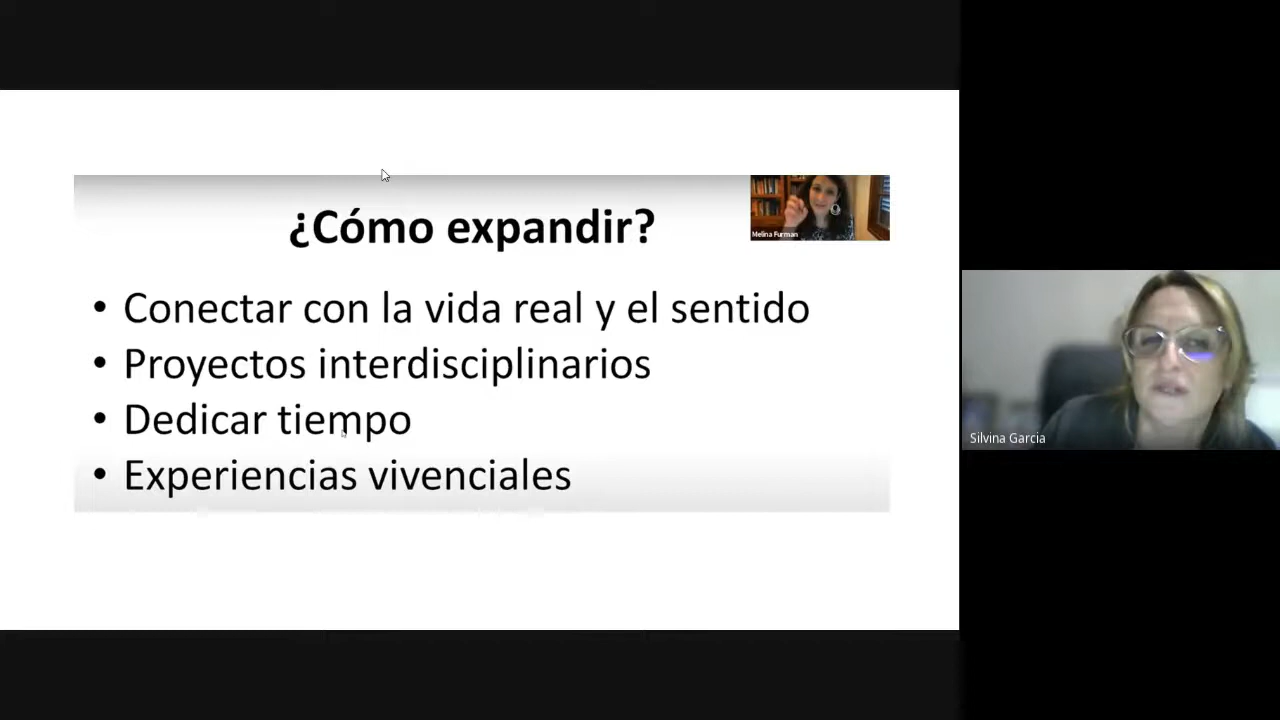 ¿Cómo expandir?
Melina Furman
• Conectar con la vida real y el sentido
• Proyectos interdisciplinarios
• Dedicar tiempo
• Experiencias vivenciales
Silvina Garcia